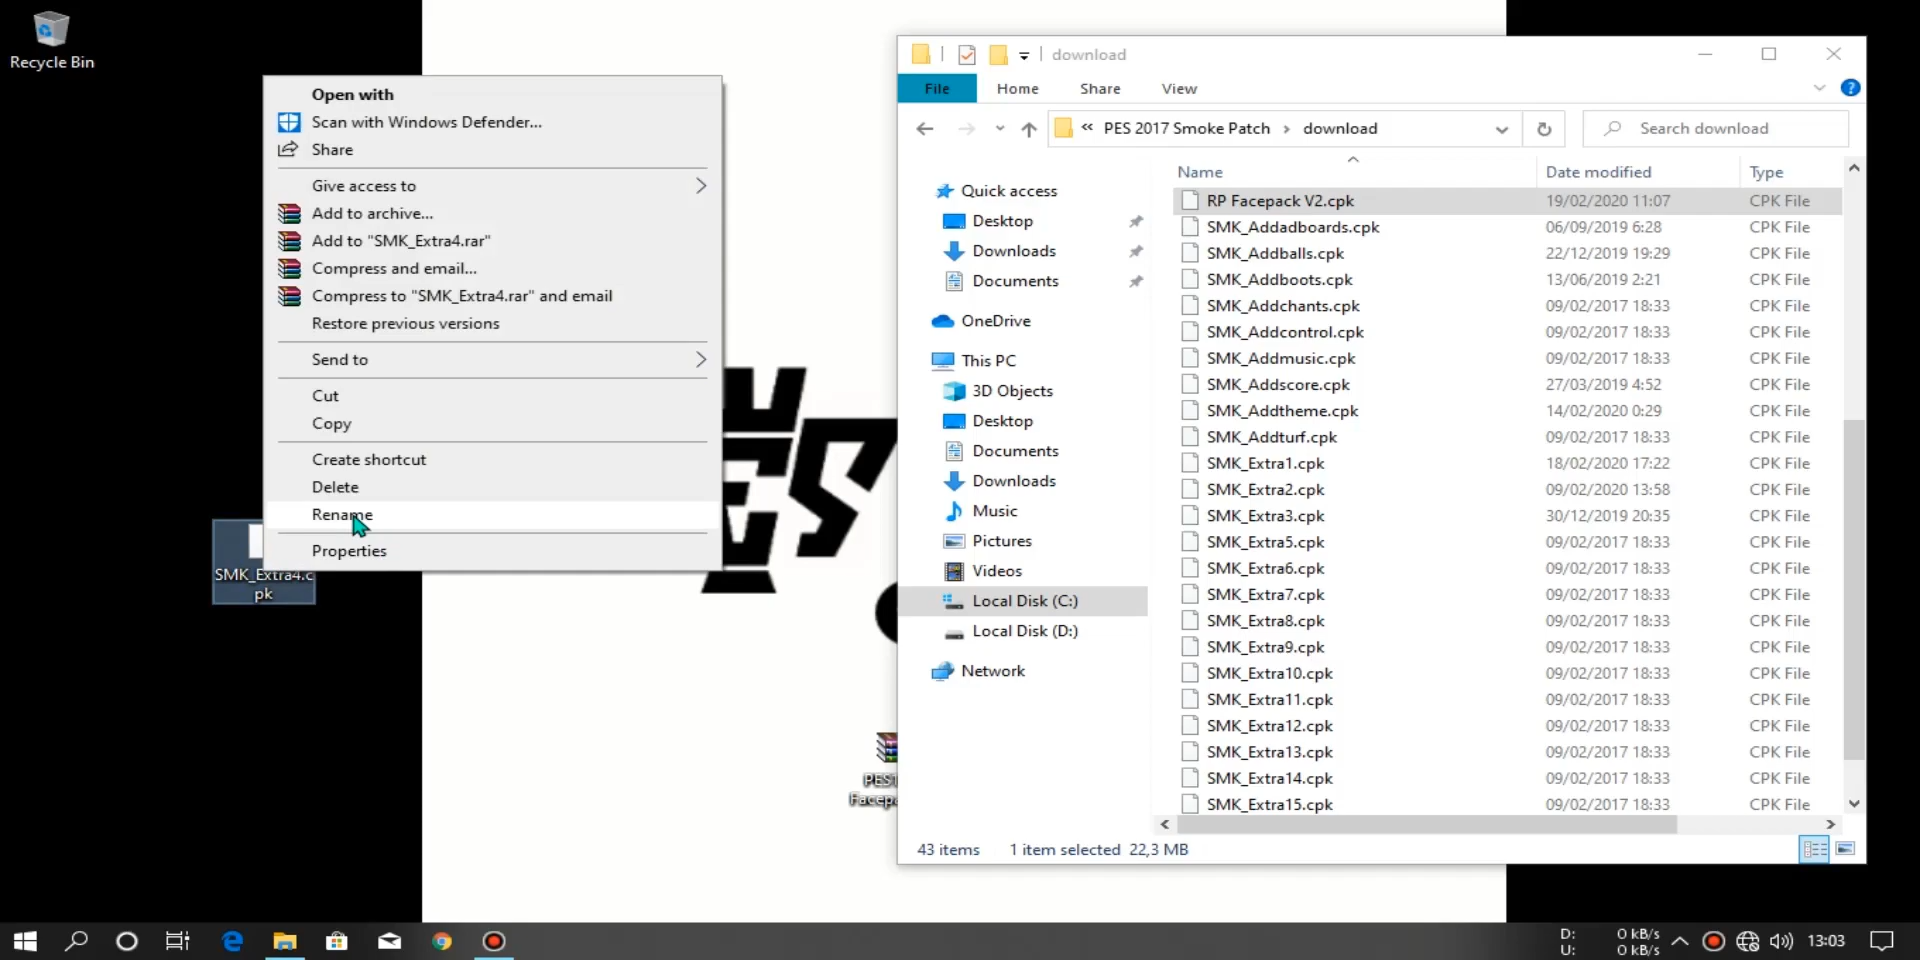 Recycle Bin
Open with
Scan with Windows Defender...
Share
Give access to
Add to archive...
Add to "SMK_Extra4.rar"
Compress and email...
Compress to "SMK_Extra4.rar" and email
Restore previous versions
Send to
Cut
Copy
Create shortcut
Delete
Rename
Properties
SMK_Extra4.c
pk
download
File Home Share View
« PES 2017 Smoke Patch › download
Search download
Quick access
Desktop
Downloads
Documents
OneDrive
This PC
3D Objects
Desktop
Documents
Downloads
Music
Pictures
Videos
Local Disk (C:)
Local Disk (D:)
Network
Name Date modified Type
RP Facepack V2.cpk 19/02/2020 11:07 CPK File
SMK_Addadboards.cpk 06/09/2019 6:28 CPK File
SMK_Addballs.cpk 22/12/2019 19:29 CPK File
SMK_Addboots.cpk 13/06/2019 2:21 CPK File
SMK_Addchants.cpk 09/02/2017 18:33 CPK File
SMK_Addcontrol.cpk 09/02/2017 18:33 CPK File
SMK_Addmusic.cpk 09/02/2017 18:33 CPK File
SMK_Addscore.cpk 27/03/2019 4:52 CPK File
SMK_Addtheme.cpk 14/02/2020 0:29 CPK File
SMK_Addturf.cpk 09/02/2017 18:33 CPK File
SMK_Extra1.cpk 18/02/2020 17:22 CPK File
SMK_Extra2.cpk 09/02/2020 13:58 CPK File
SMK_Extra3.cpk 30/12/2019 20:35 CPK File
SMK_Extra5.cpk 09/02/2017 18:33 CPK File
SMK_Extra6.cpk 09/02/2017 18:33 CPK File
SMK_Extra7.cpk 09/02/2017 18:33 CPK File
SMK_Extra8.cpk 09/02/2017 18:33 CPK File
SMK_Extra9.cpk 09/02/2017 18:33 CPK File
SMK_Extra10.cpk 09/02/2017 18:33 CPK File
SMK_Extra11.cpk 09/02/2017 18:33 CPK File
SMK_Extra12.cpk 09/02/2017 18:33 CPK File
SMK_Extra13.cpk 09/02/2017 18:33 CPK File
SMK_Extra14.cpk 09/02/2017 18:33 CPK File
SMK_Extra15.cpk 09/02/2017 18:33 CPK File
43 items 1 item selected 22,3 MB
D: 0 kB/s
U: 0 kB/s
13:03